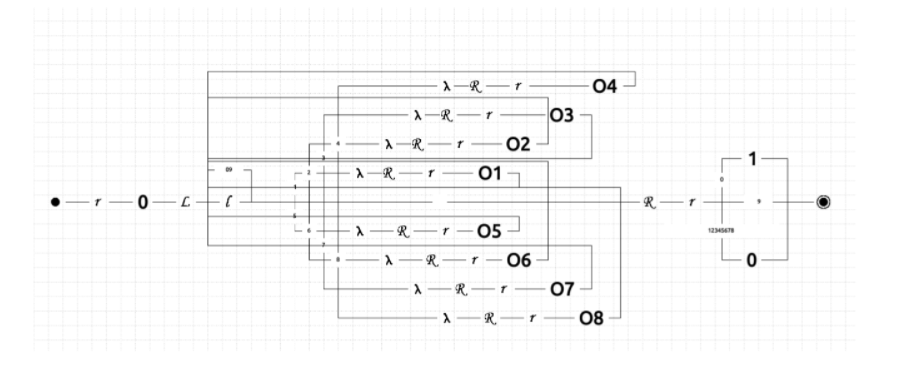 λ R r O4
λ R r O3
4 λ R r O2
3
09
2 λ R r O1
1
r 0 L l R r 0 1 9
5
6 λ R r O5
12345678
7
8 λ R r O6 0
λ R r O7
λ R r O8